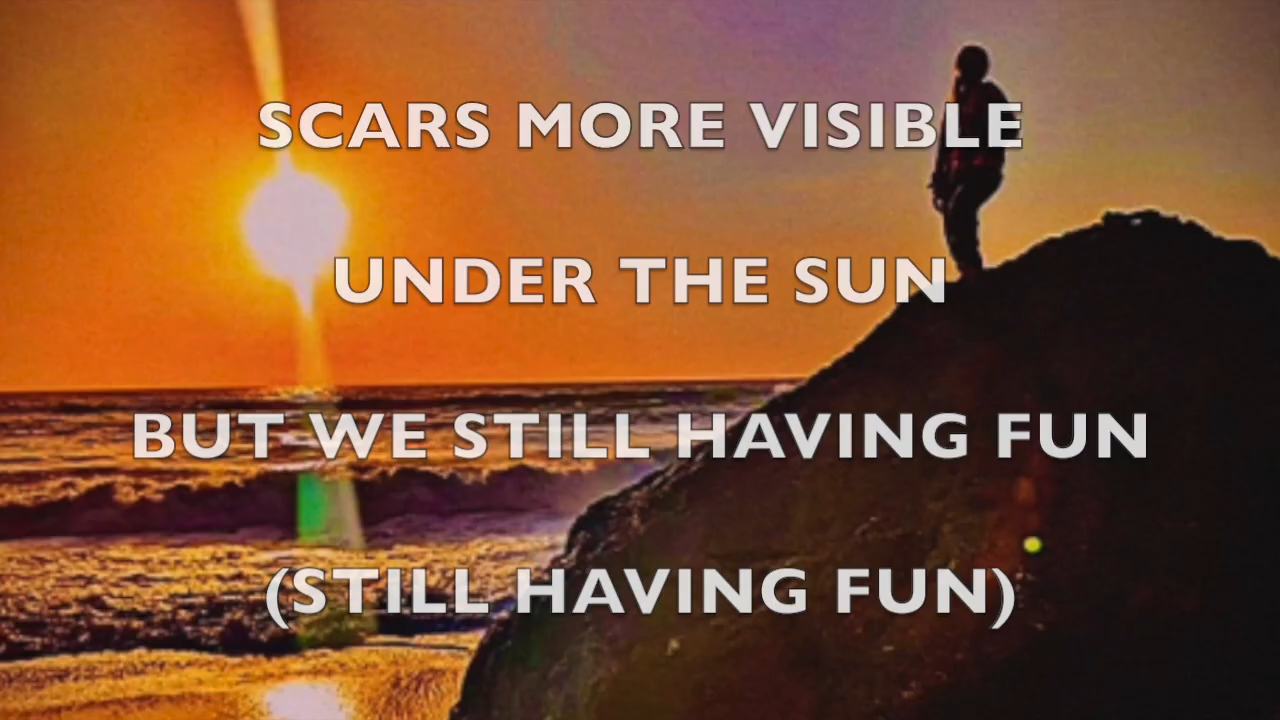 SCARS MORE VISIBLE
UNDER THE SUN
BUT WE STILL HAVING FUN
(STILL HAVING FUN)